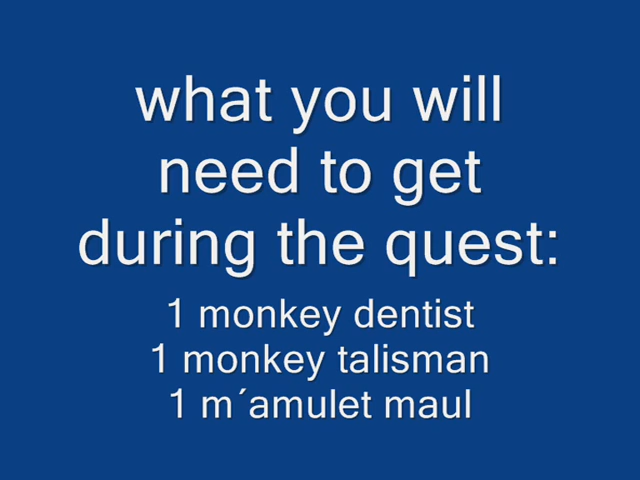 what you will
need to get
during the quest:
1 monkey dentist
1 monkey talisman
1 m´amulet maul